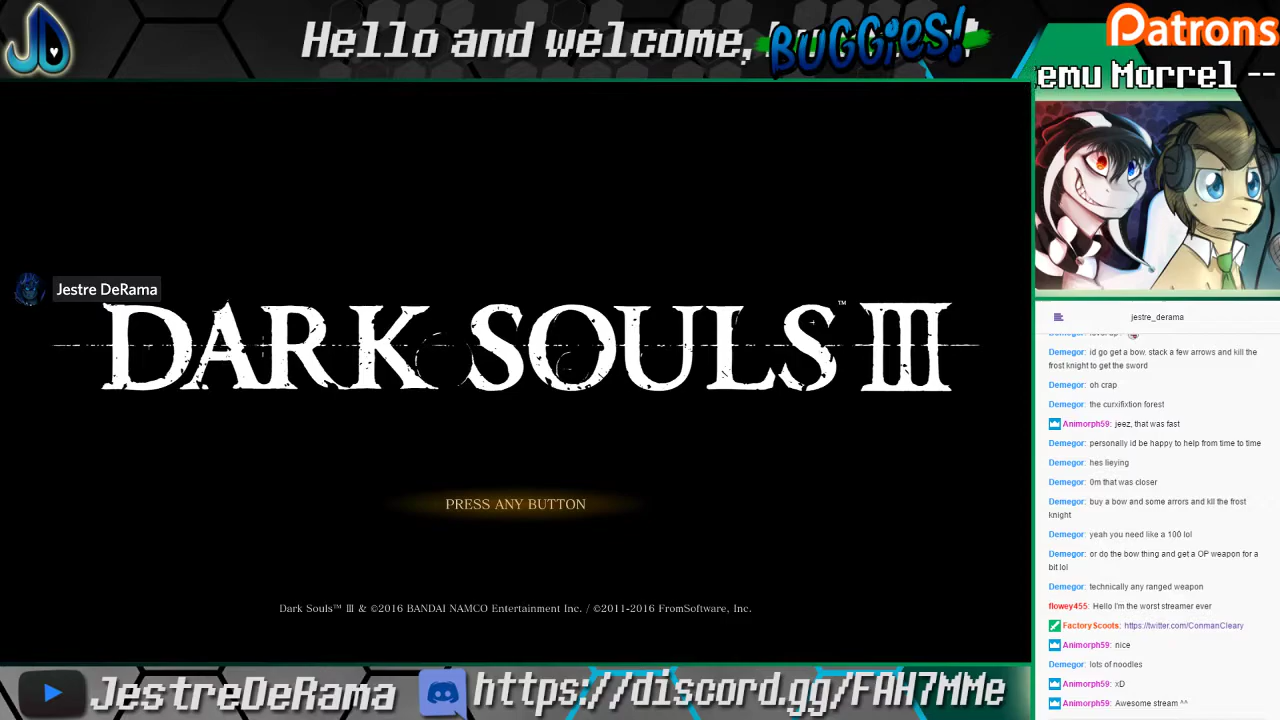 Hello and welcome,
BUGGIES!
Patrons
emu Morrel --
Jestre DeRama
DARK SOULS™ III
PRESS ANY BUTTON
Dark Souls™ III & ©2016 BANDAI NAMCO Entertainment Inc. / ©2011-2016 FromSoftware, Inc.
jestre_derama
Demegor: id go get a bow. stack a few arrows and kill the
frost knight to get the sword
Demegor: oh crap
Demegor: the curxifixtion forest
Animorph59: jeez, that was fast
Demegor: personally id be happy to help from time to time
Demegor: hes lieying
Demegor: 0m that was closer
Demegor: buy a bow and some arrors and kll the frost
knight
Demegor: yeah you need like a 100 lol
Demegor: or do the bow thing and get a OP weapon for a
bit lol
Demegor: technically any ranged weapon
flowey455: Hello I'm the worst streamer ever
FactoryScoots: https://twitter.com/ConmanCleary
Animorph59: nice
Demegor: lots of noodles
Animorph59: xD
Animorph59: Awesome stream ^^
JestreDeRama
https://discord.gg/FAH7MMe